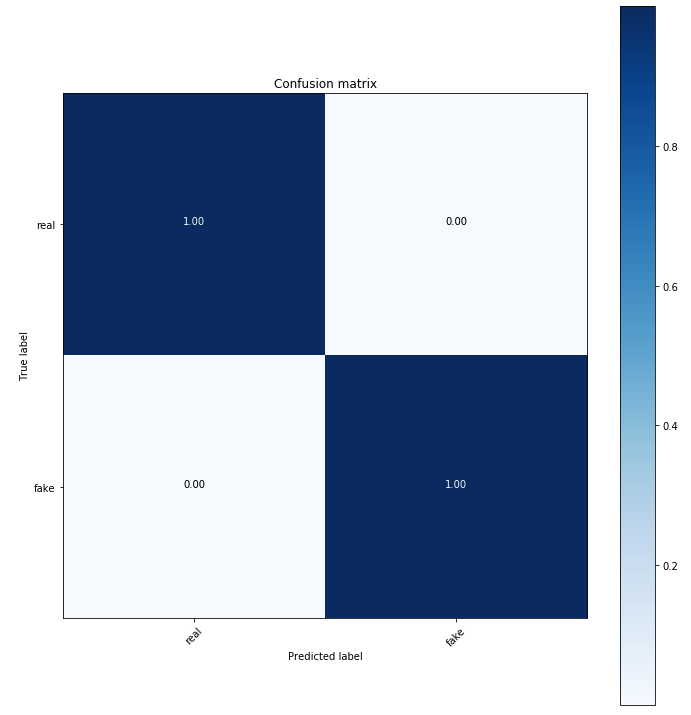 Confusion matrix
real
1.00
0.00
fake
0.00
1.00
True label
real
fake
Predicted label
0.8
0.6
0.4
0.2